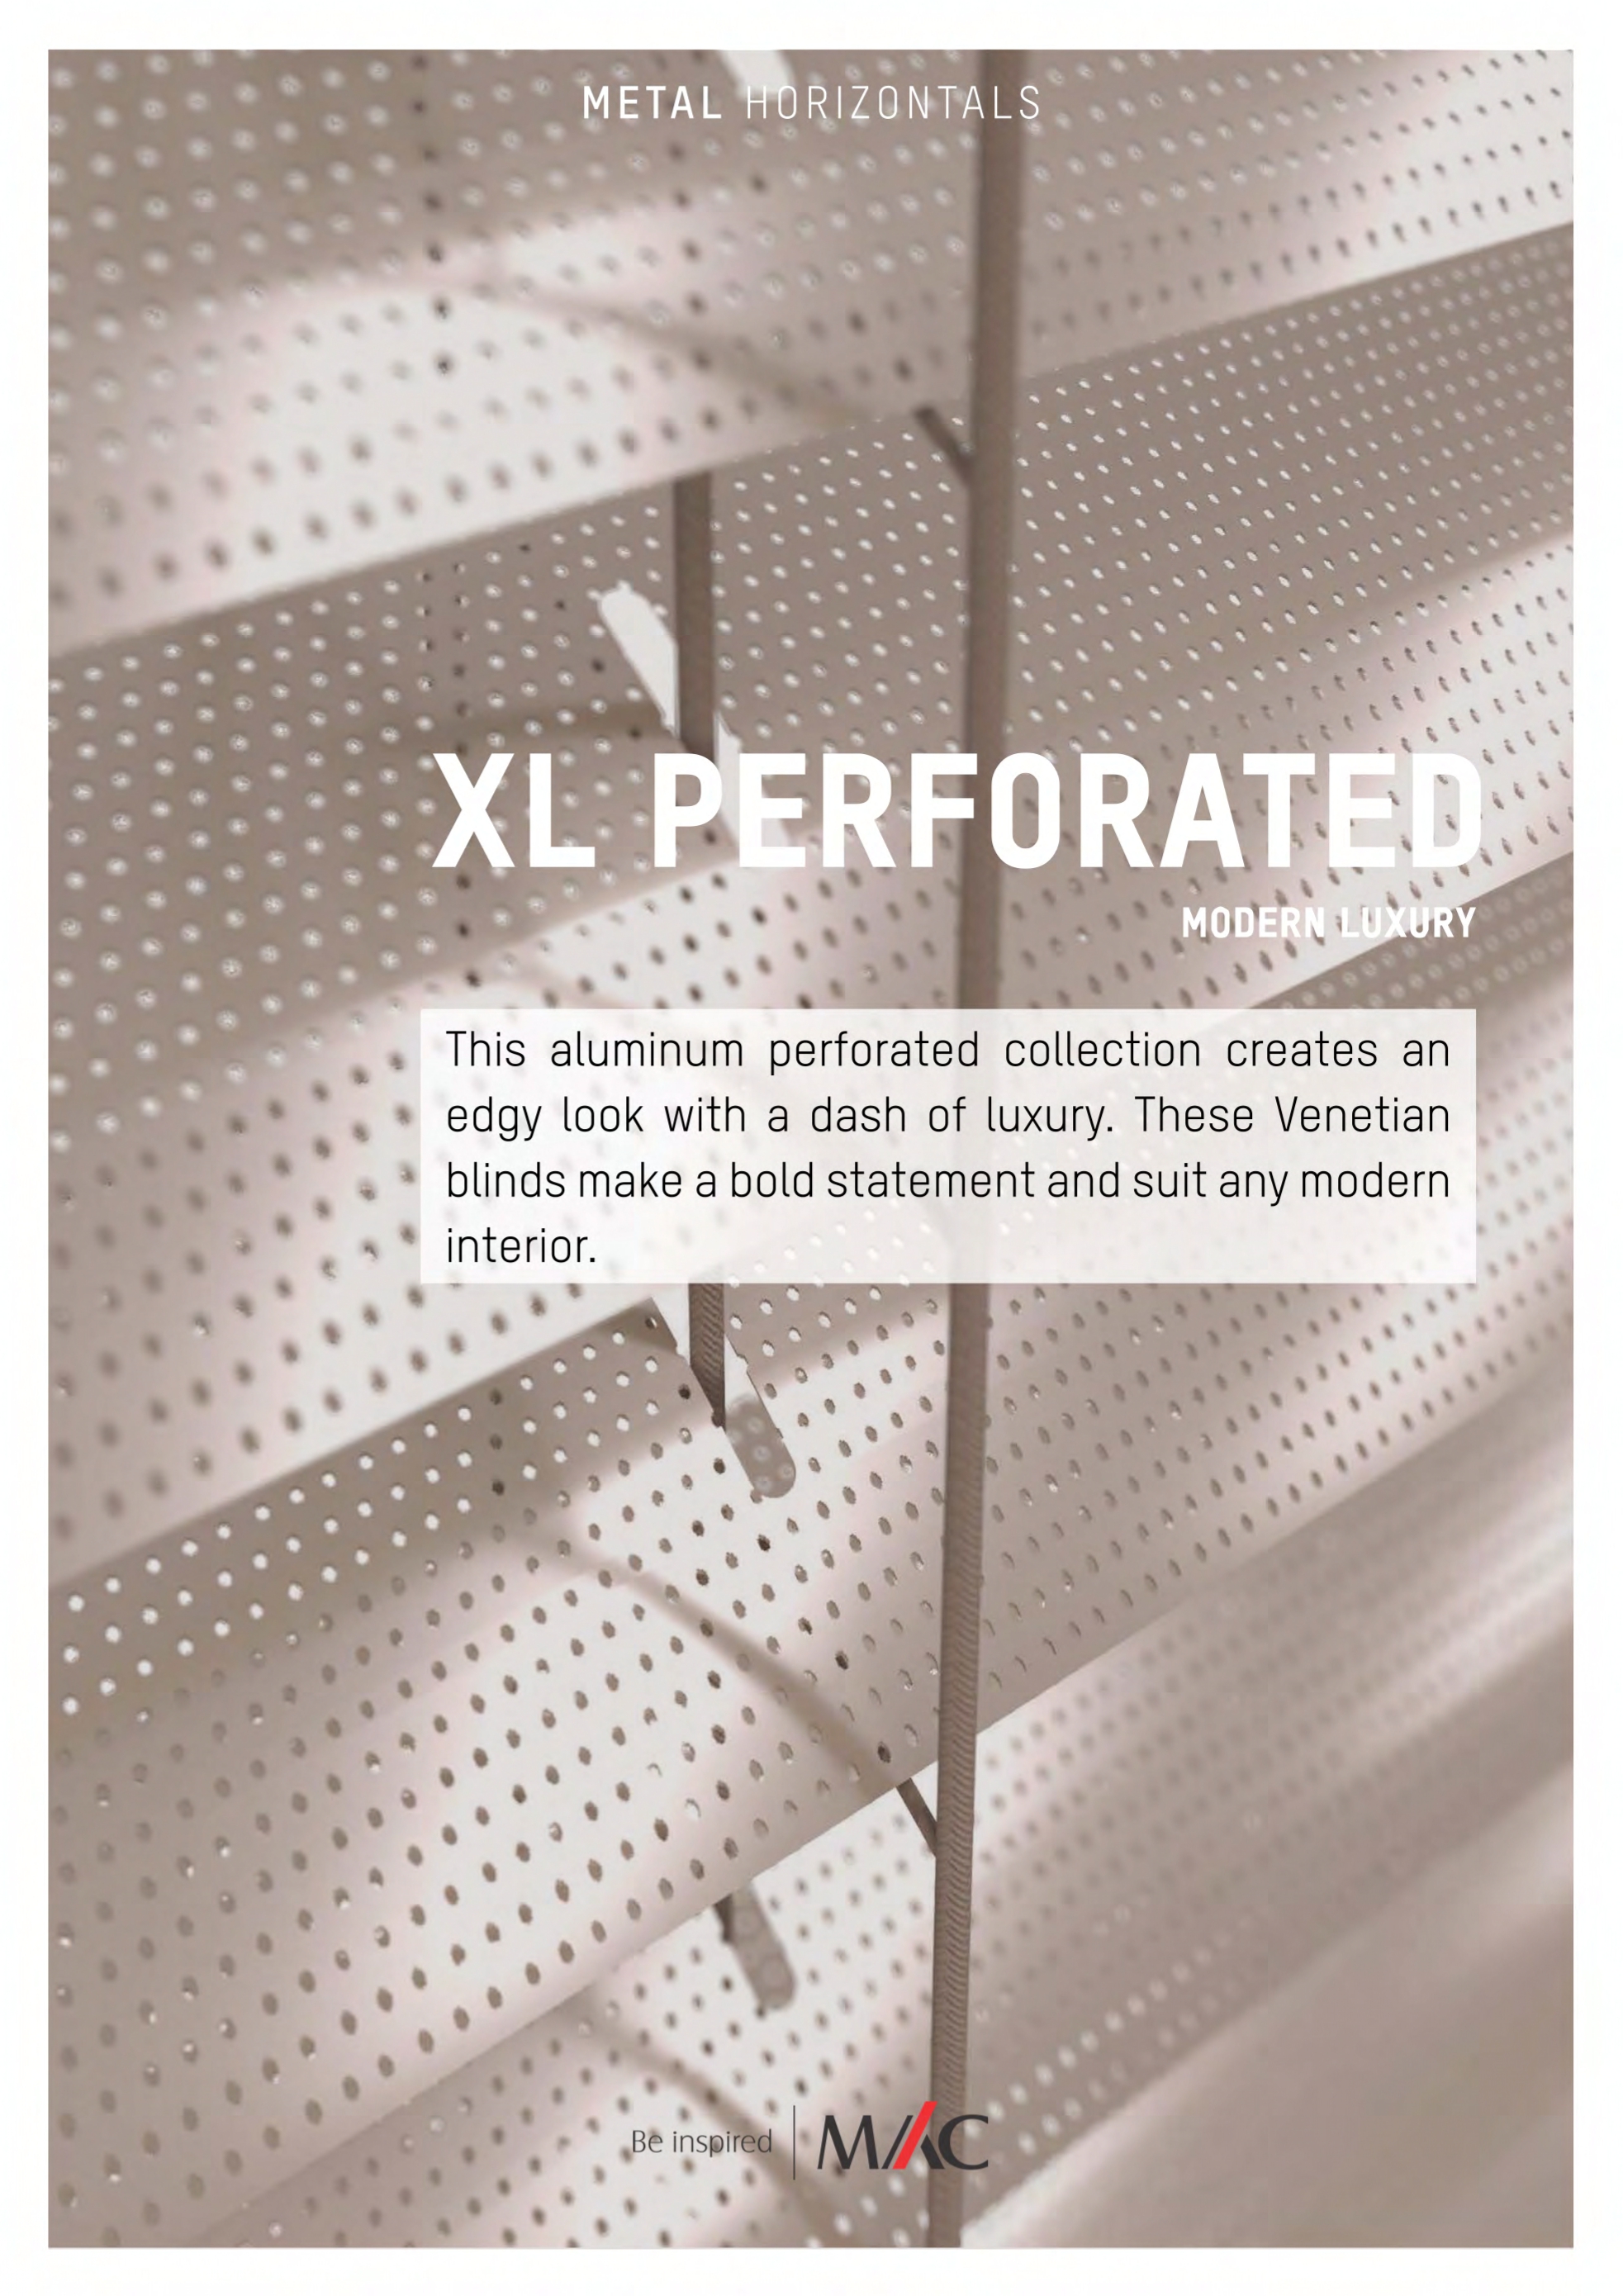 METAL HORIZONTALS
XL PERFORATED
MODERN LUXURY
This aluminum perforated collection creates an
edgy look with a dash of luxury. These Venetian
blinds make a bold statement and suit any modern
interior.
Be inspired MAC